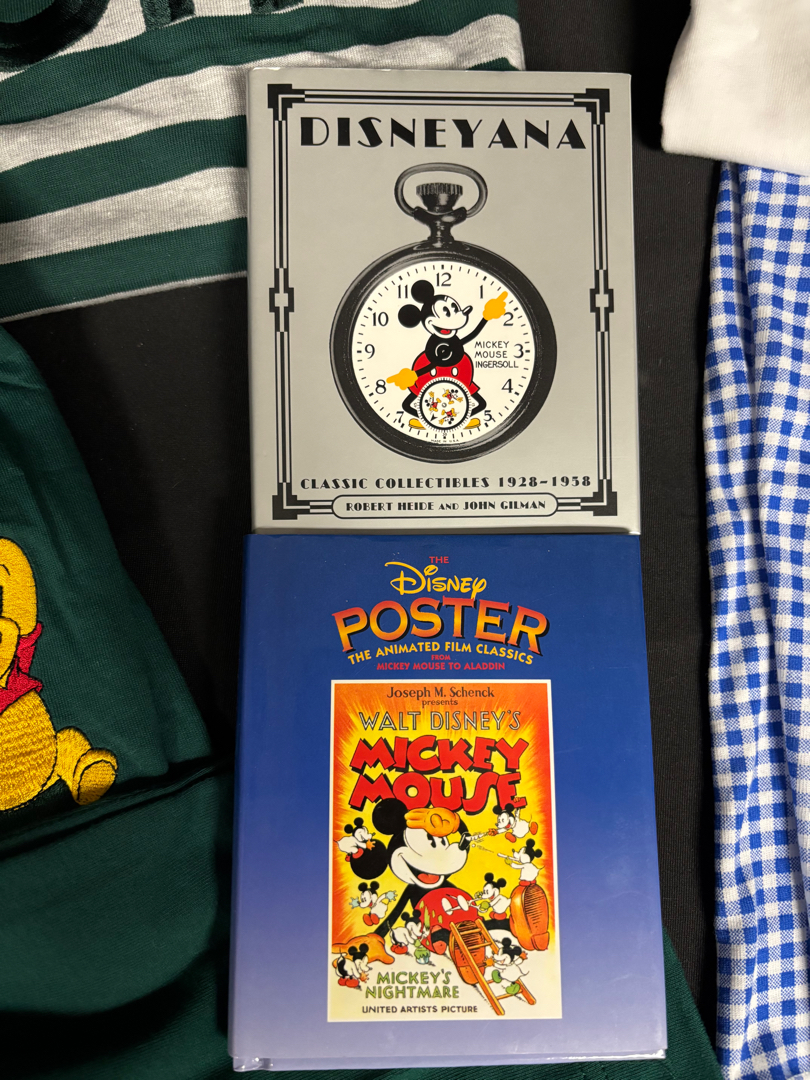 DISNEYANA
12
11 1
10 2
9 3
8 4
7 5
MICKEY
MOUSE
INGERSOLL
MADE IN U.S.A.
CLASSIC COLLECTIBLES 1928–1958
ROBERT HEIDE AND JOHN GILMAN
THE
Disney
POSTER
THE ANIMATED FILM CLASSICS
FROM
MICKEY MOUSE TO ALADDIN
Joseph M. Schenck
presents
WALT DISNEY'S
MICKEY
MOUSE
MICKEY'S
NIGHTMARE
UNITED ARTISTS PICTURE